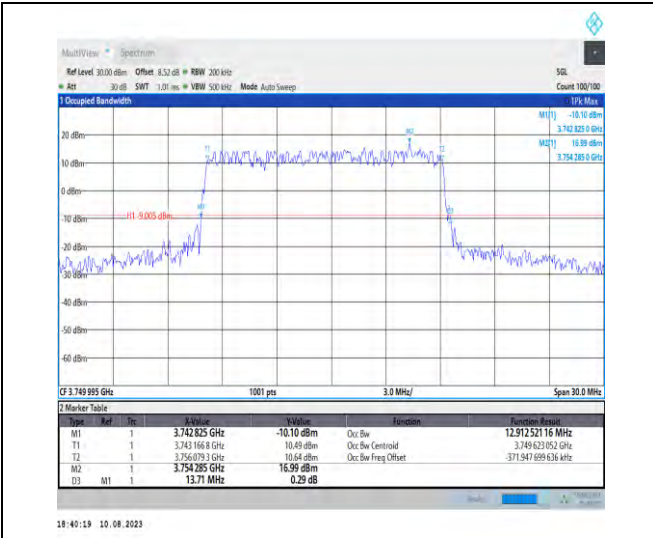 MultiView Spectrum
Ref Level 30.00 dBm Offset 8.52 dB RBW 200 kHz SGL
Att 30 dB SWT 1.01 ms VBW 500 kHz Mode Auto Sweep Count 100/100
1 Occupied Bandwidth 1Pk Max
M1[1] -10.10 dBm
3.742 825 0 GHz
M2[1] 16.99 dBm
3.754 285 0 GHz
20 dBm
M2
T1
T2
10 dBm
0 dBm
M1
D3
-10 dBm
H1 -9.005 dBm
-20 dBm
-30 dBm
-40 dBm
-50 dBm
-60 dBm
CF 3.749 995 GHz 1001 pts 3.0 MHz/ Span 30.0 MHz
2 Marker Table
Type Ref Trc X-Value Y-Value Function Function Result
M1 1 3.742 825 GHz -10.10 dBm Occ Bw 12.912 521 16 MHz
T1 1 3.743 166 8 GHz 10.49 dBm Occ Bw Centroid 3.749 623 052 GHz
T2 1 3.756 079 3 GHz 10.64 dBm Occ Bw Freq Offset -371.947 699 636 kHz
M2 1 3.754 285 GHz 16.99 dBm
D3 M1 1 13.71 MHz 0.29 dB
18:40:19 10.08.2023